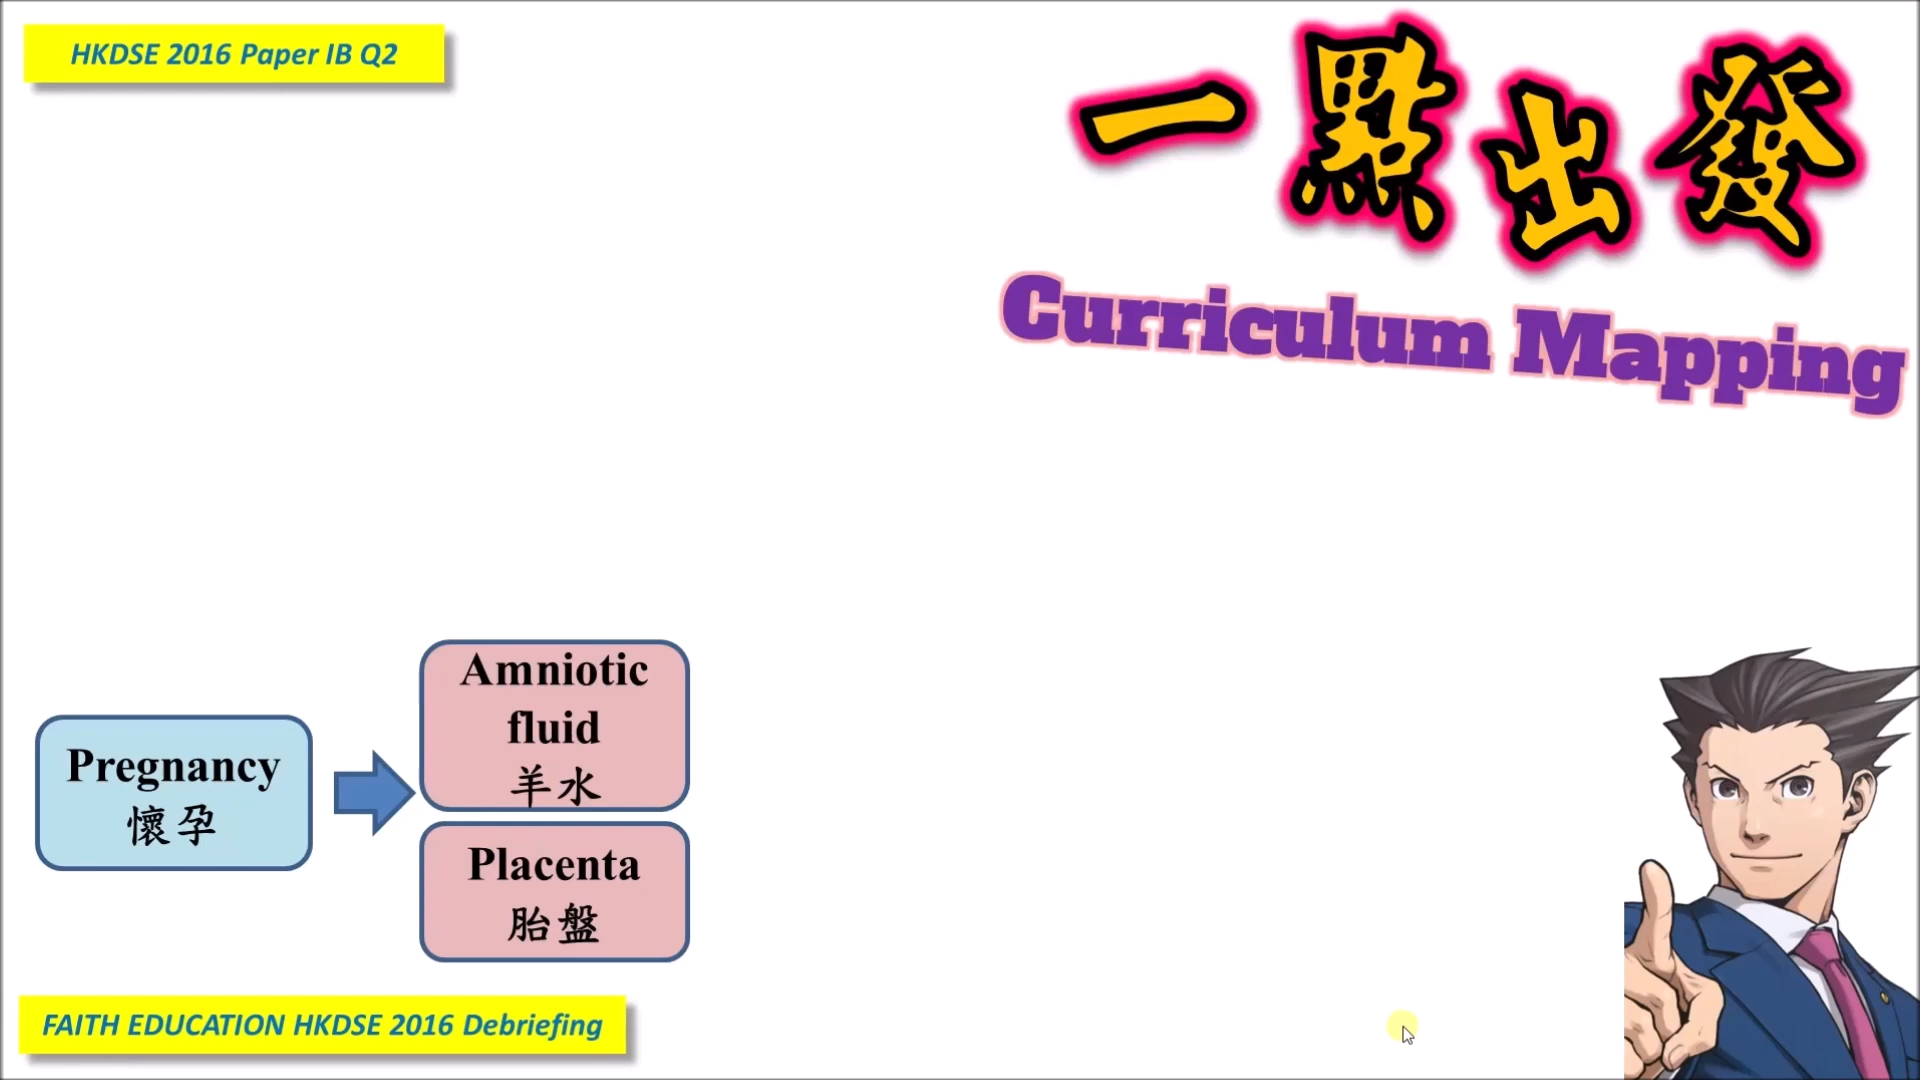 HKDSE 2016 Paper IB Q2
一點出發
Curriculum Mapping
Pregnancy
懷孕
Amniotic
fluid
羊水
Placenta
胎盤
FAITH EDUCATION HKDSE 2016 Debriefing